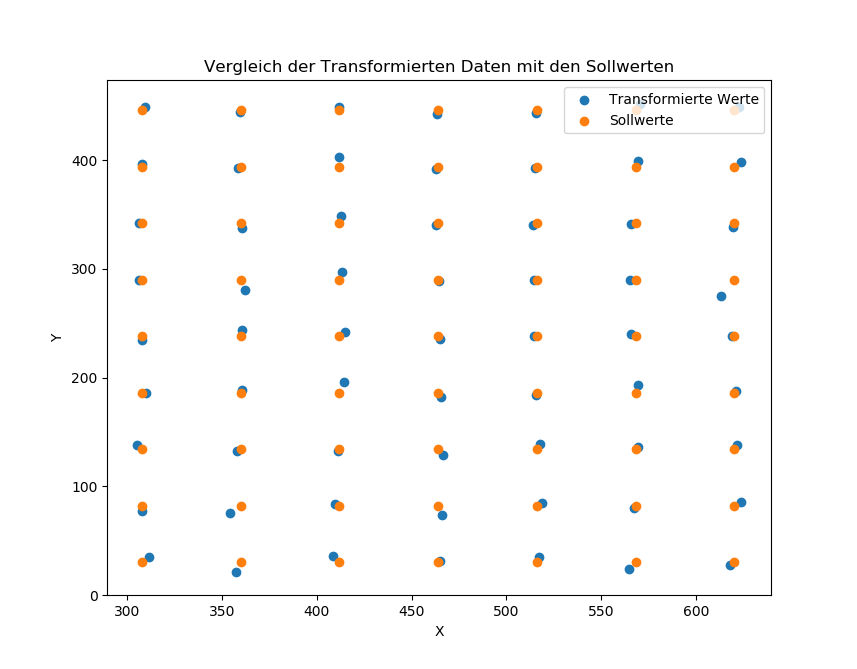 Vergleich der Transformierten Daten mit den Sollwerten
Transformierte Werte
Sollwerte
400
300
200
100
0
Y
300 350 400 450 500 550 600
X